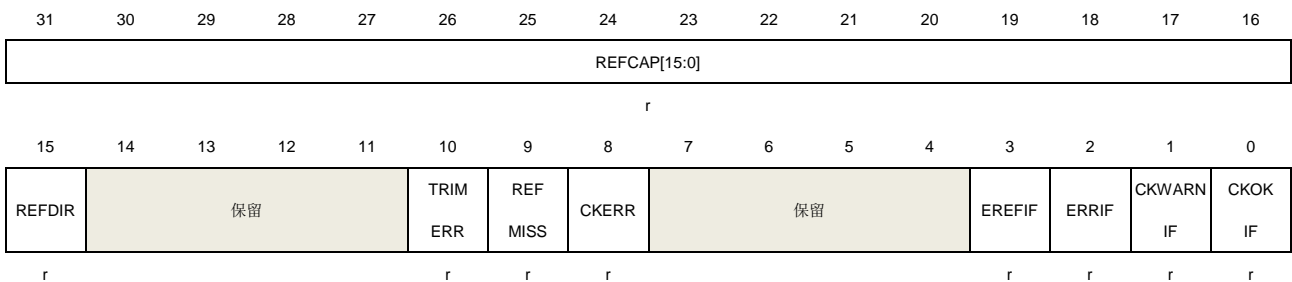 31 30 29 28 27 26 25 24 23 22 21 20 19 18 17 16
REFCAP[15:0]
r
15 14 13 12 11 10 9 8 7 6 5 4 3 2 1 0
REFDIR 保留 TRIM ERR REF MISS CKERR 保留 EREFIF ERRIF CKWARN IF CKOK IF
r r r r r r r r